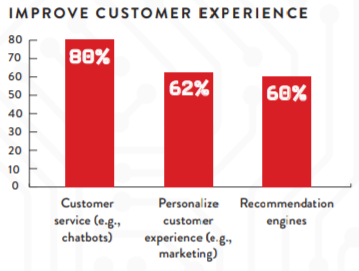 IMPROVE CUSTOMER EXPERIENCE
80
70
60
50
40
30
20
10
0
80%
62%
60%
Customer
service (e.g.,
chatbots)
Personalize
customer
experience (e.g.,
marketing)
Recommendation
engines